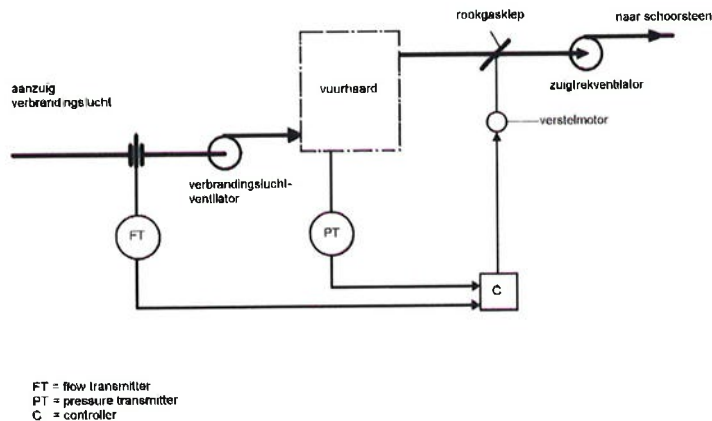 rookgasklep
naar schoorsteen
aanzuig
verbrandingslucht
vuurhaard
zuigtrekventilator
verstelmotor
verbrandingslucht-
ventilator
FT
PT
C
FT = flow transmitter
PT = pressure transmitter
C = controller